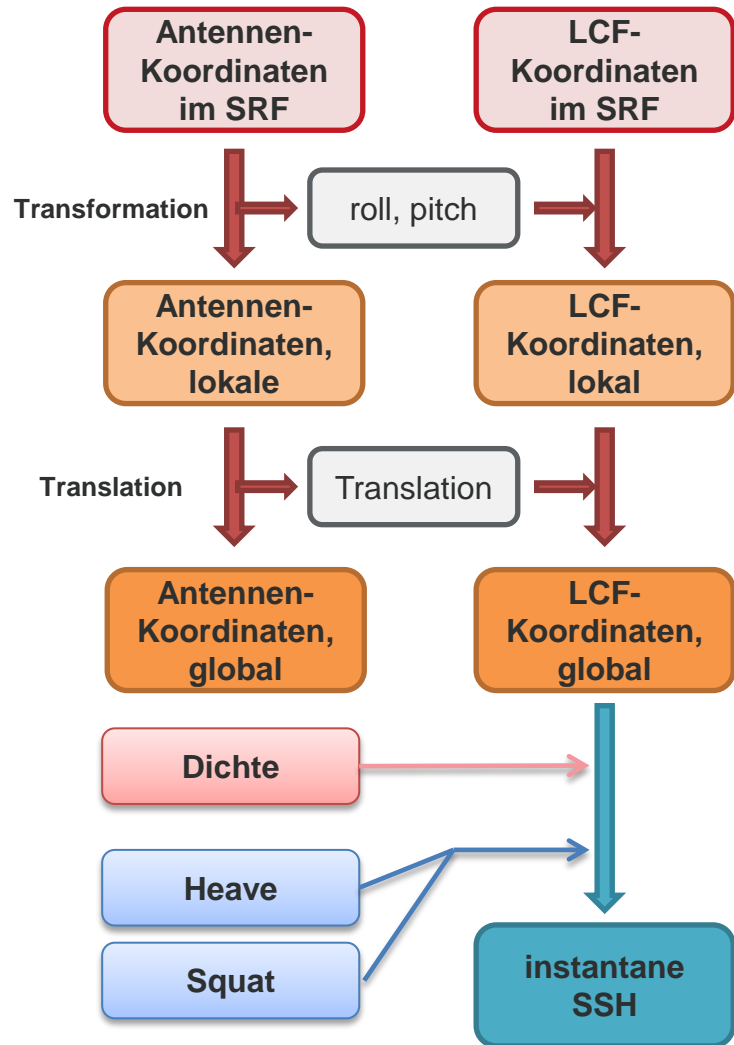 Antennen-
Koordinaten
im SRF
LCF-
Koordinaten
im SRF
Transformation
roll, pitch
Antennen-
Koordinaten,
lokale
LCF-
Koordinaten,
lokal
Translation
Translation
Antennen-
Koordinaten,
global
LCF-
Koordinaten,
global
Dichte
Heave
Squat
instantane
SSH